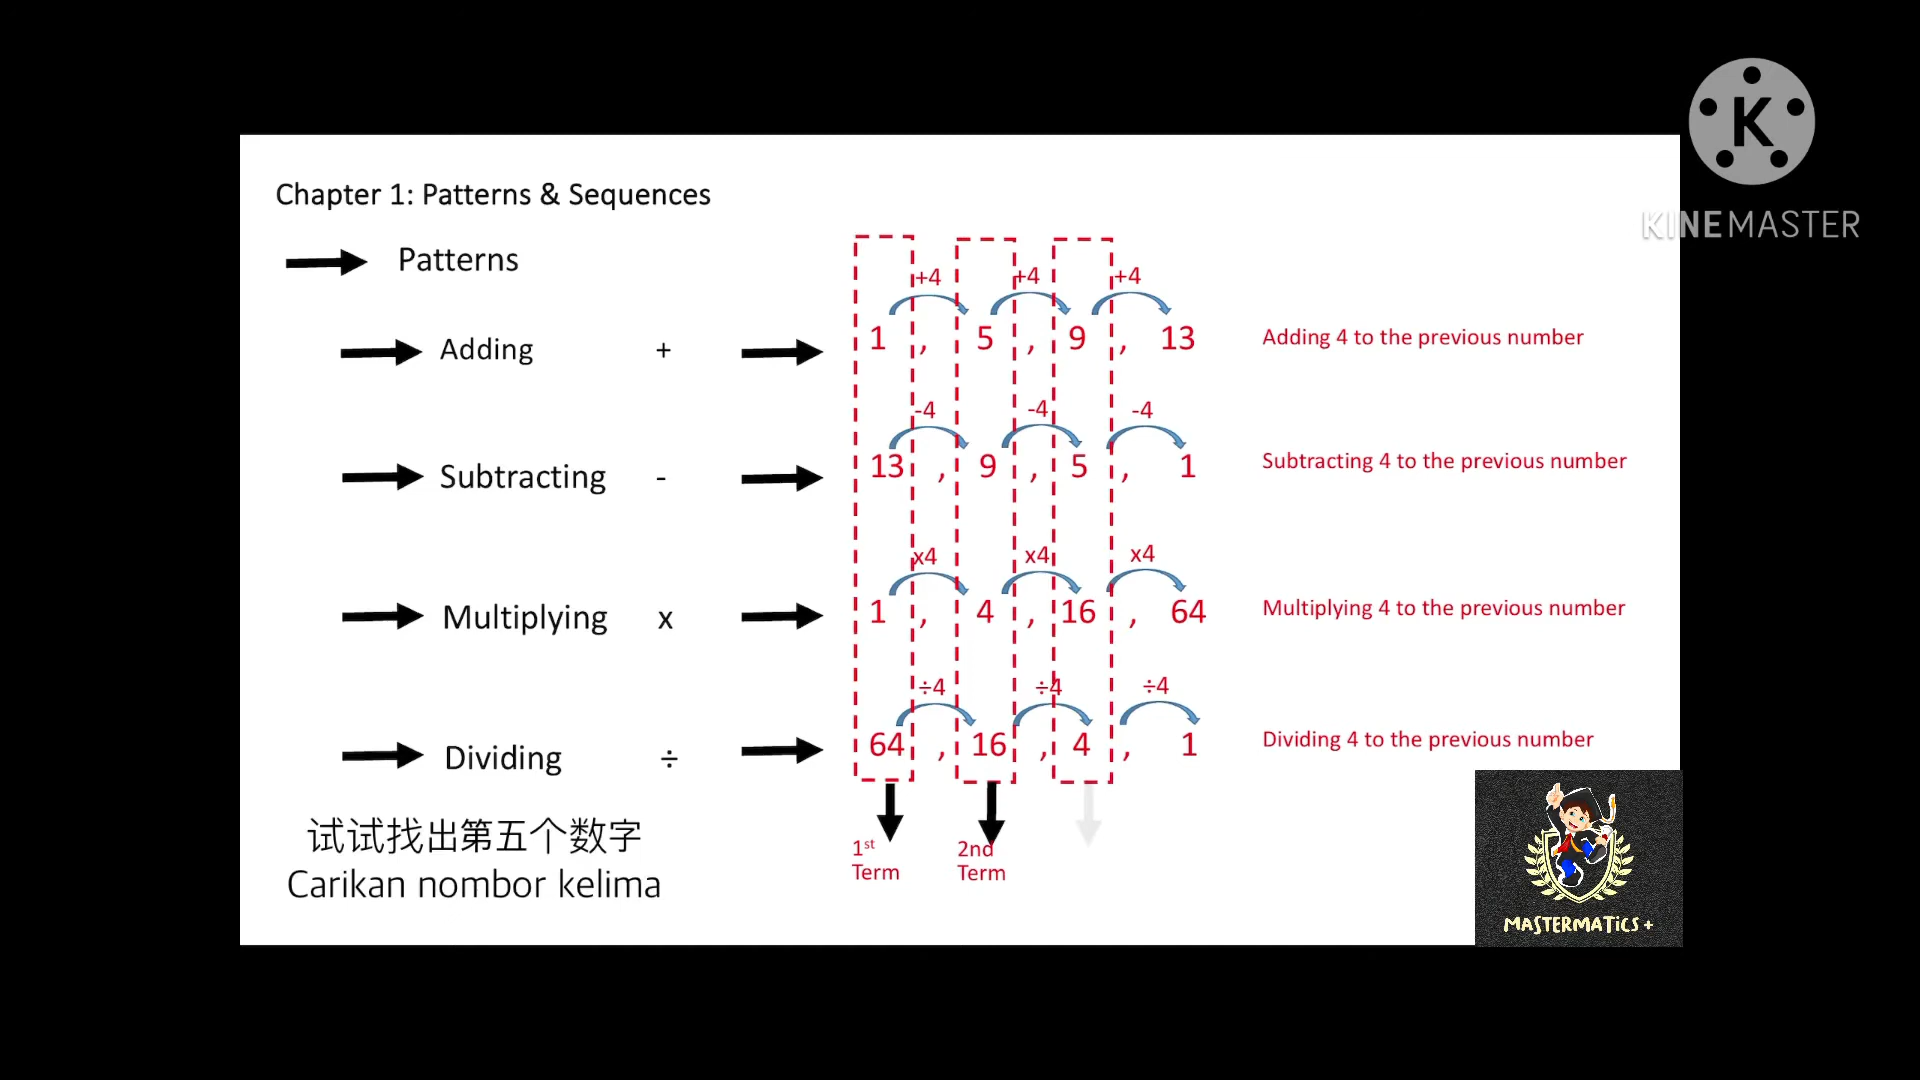 KINEMASTER
Chapter 1: Patterns & Sequences
Patterns
+4 +4 +4
Adding + 1 , 5 , 9 , 13 Adding 4 to the previous number
-4 -4 -4
Subtracting - 13 , 9 , 5 , 1 Subtracting 4 to the previous number
x4 x4 x4
Multiplying x 1 , 4 , 16 , 64 Multiplying 4 to the previous number
÷4 ÷4 ÷4
Dividing ÷ 64 , 16 , 4 , 1 Dividing 4 to the previous number
试试找出第五个数字
Carikan nombor kelima
1st Term
2nd Term
MASTERMATiCS +